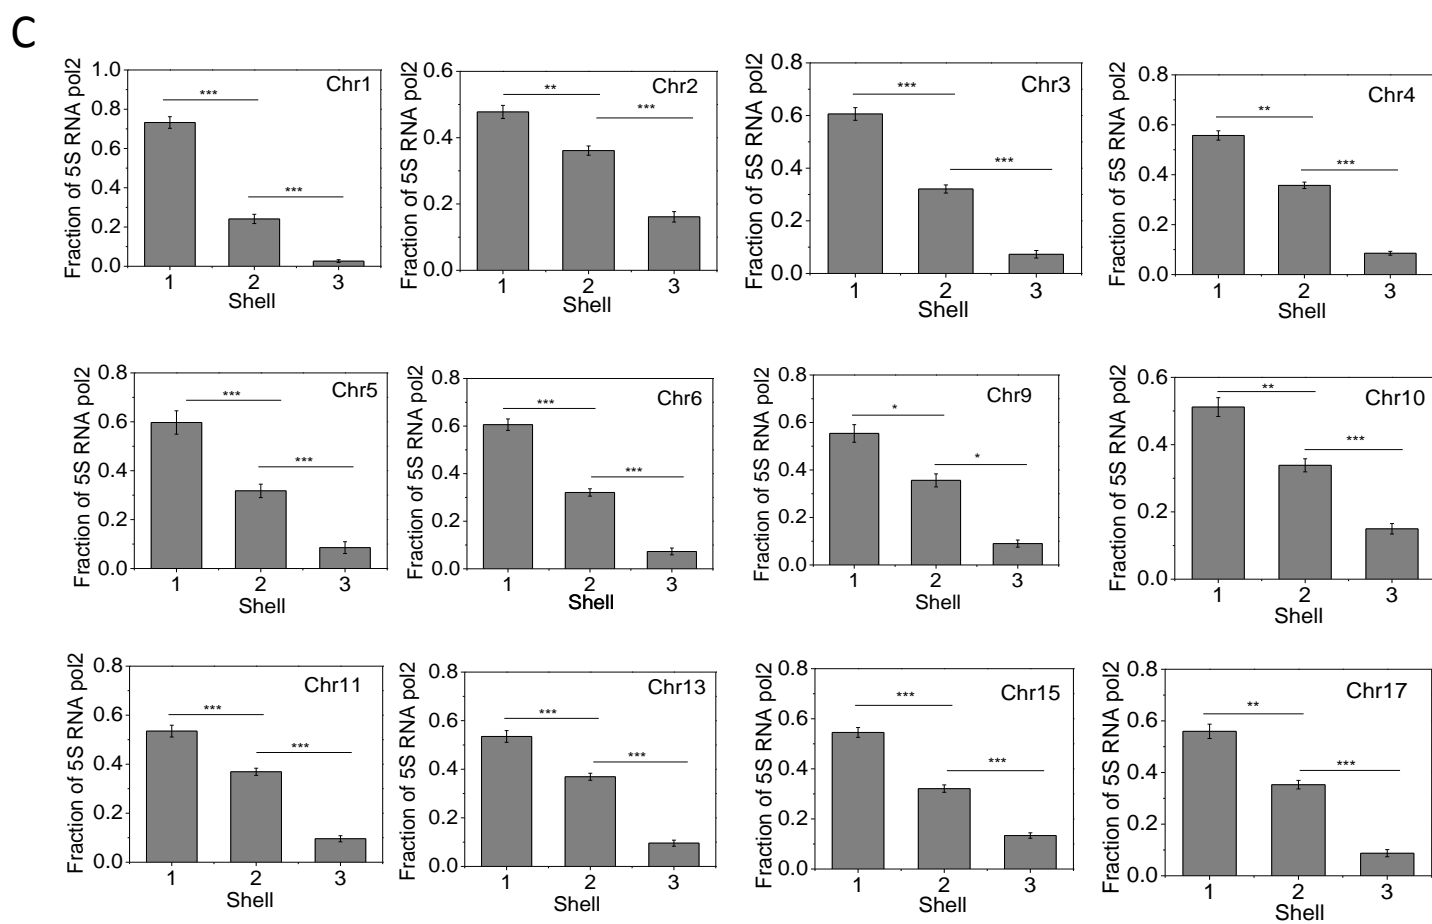 C
Chr1
Fraction of 5S RNA pol2
1.0
0.8
0.6
0.4
0.2
0.0
***
***
1 2 3
Shell
Chr2
0.6
0.4
0.2
0.0
**
***
1 2 3
Shell
Chr3
Fraction of 5S RNA pol2
0.8
0.6
0.4
0.2
0.0
***
***
1 2 3
Shell
Chr4
Fraction of 5S RNA pol2
0.8
0.6
0.4
0.2
0.0
**
***
1 2 3
Shell
Chr5
Fraction of 5S RNA pol2
0.8
0.6
0.4
0.2
0.0
***
***
1 2 3
Shell
Chr6
Fraction of 5S RNA pol2
0.8
0.6
0.4
0.2
0.0
***
***
1 2 3
Shell
Chr9
Fraction of 5S RNA pol2
0.8
0.6
0.4
0.2
0.0
*
*
1 2 3
Shell
Chr10
Fraction of 5S RNA pol2
0.6
0.4
0.2
0.0
**
***
1 2 3
Shell
Chr11
Fraction of 5S RNA pol2
0.8
0.6
0.4
0.2
0.0
***
***
1 2 3
Shell
Chr13
Fraction of 5S RNA pol2
0.8
0.6
0.4
0.2
0.0
***
***
1 2 3
Shell
Chr15
Fraction of 5S RNA pol2
0.8
0.6
0.4
0.2
0.0
***
***
1 2 3
Shell
Chr17
Fraction of 5S RNA pol2
0.8
0.6
0.4
0.2
0.0
**
***
1 2 3
Shell
Fraction of 5S RNA pol2